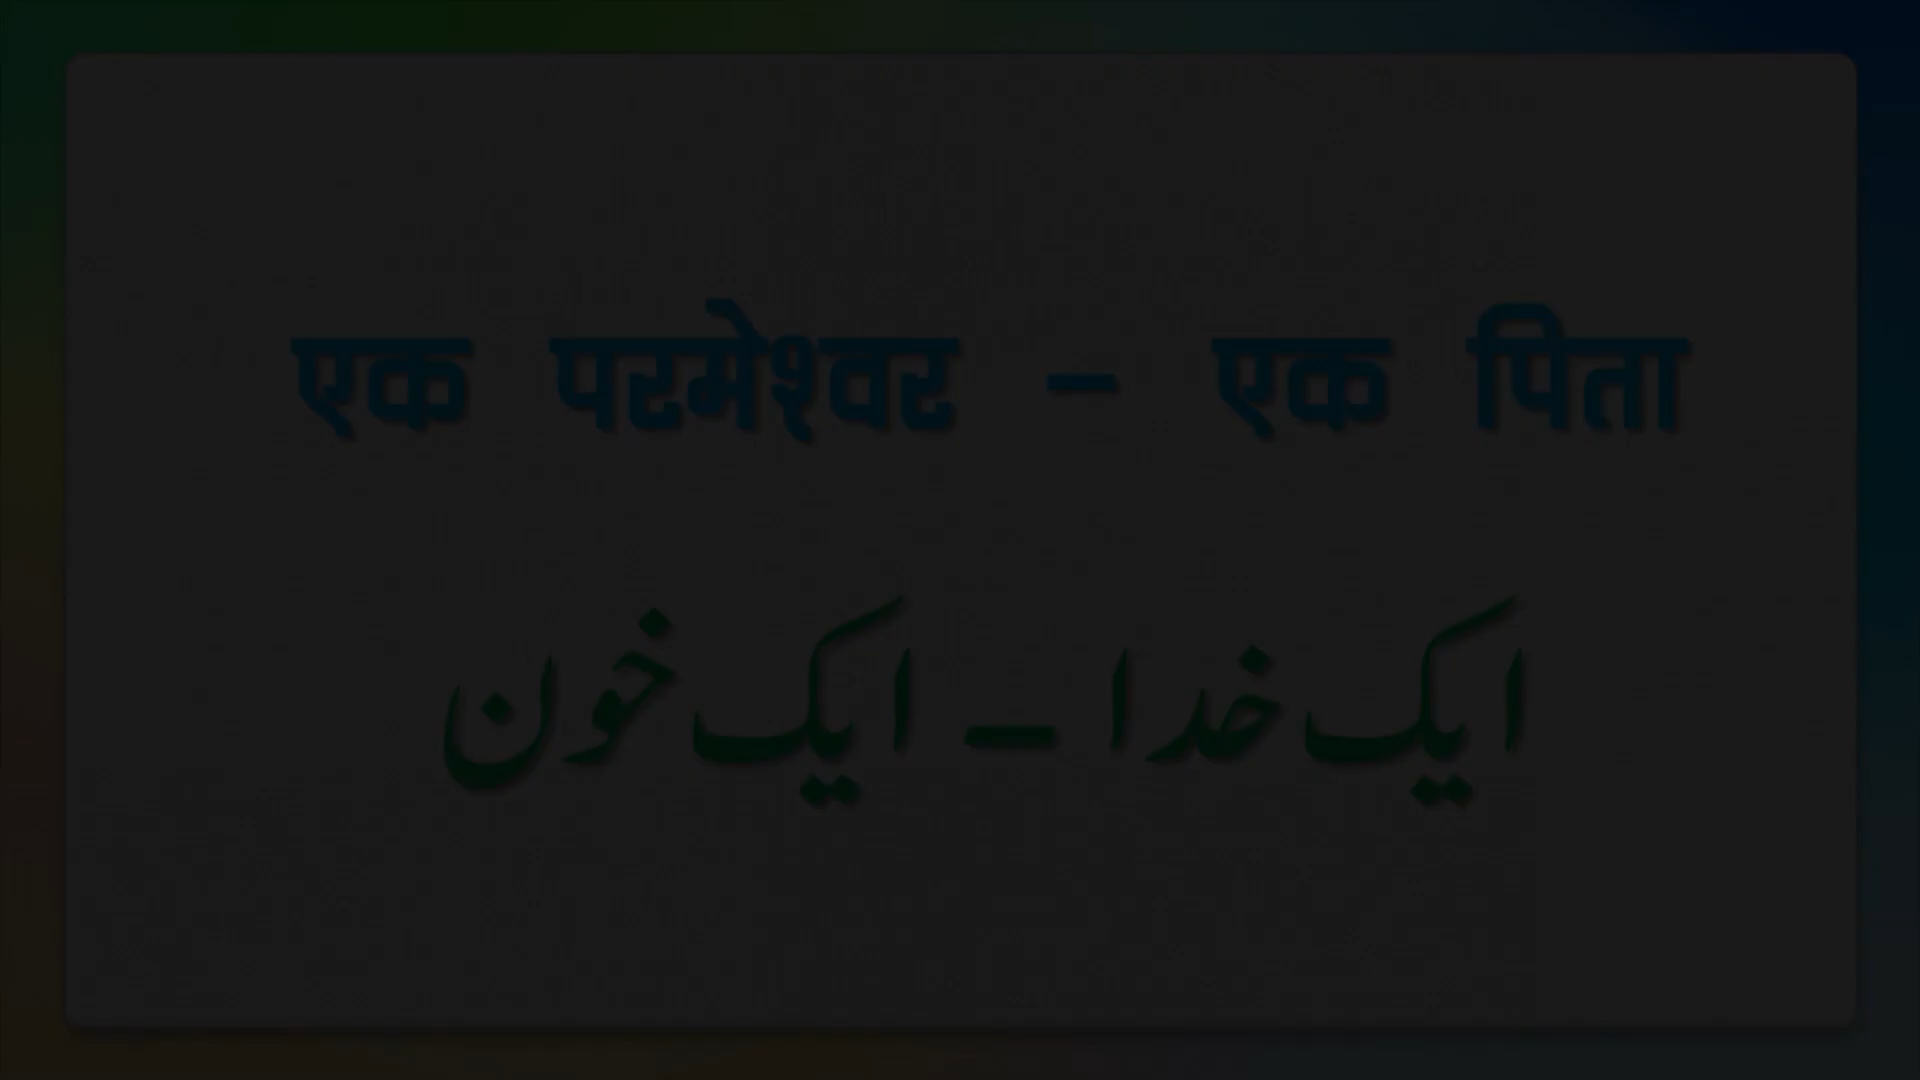 एक परमेश्वर - एक पिता
ایک خدا - ایک خون